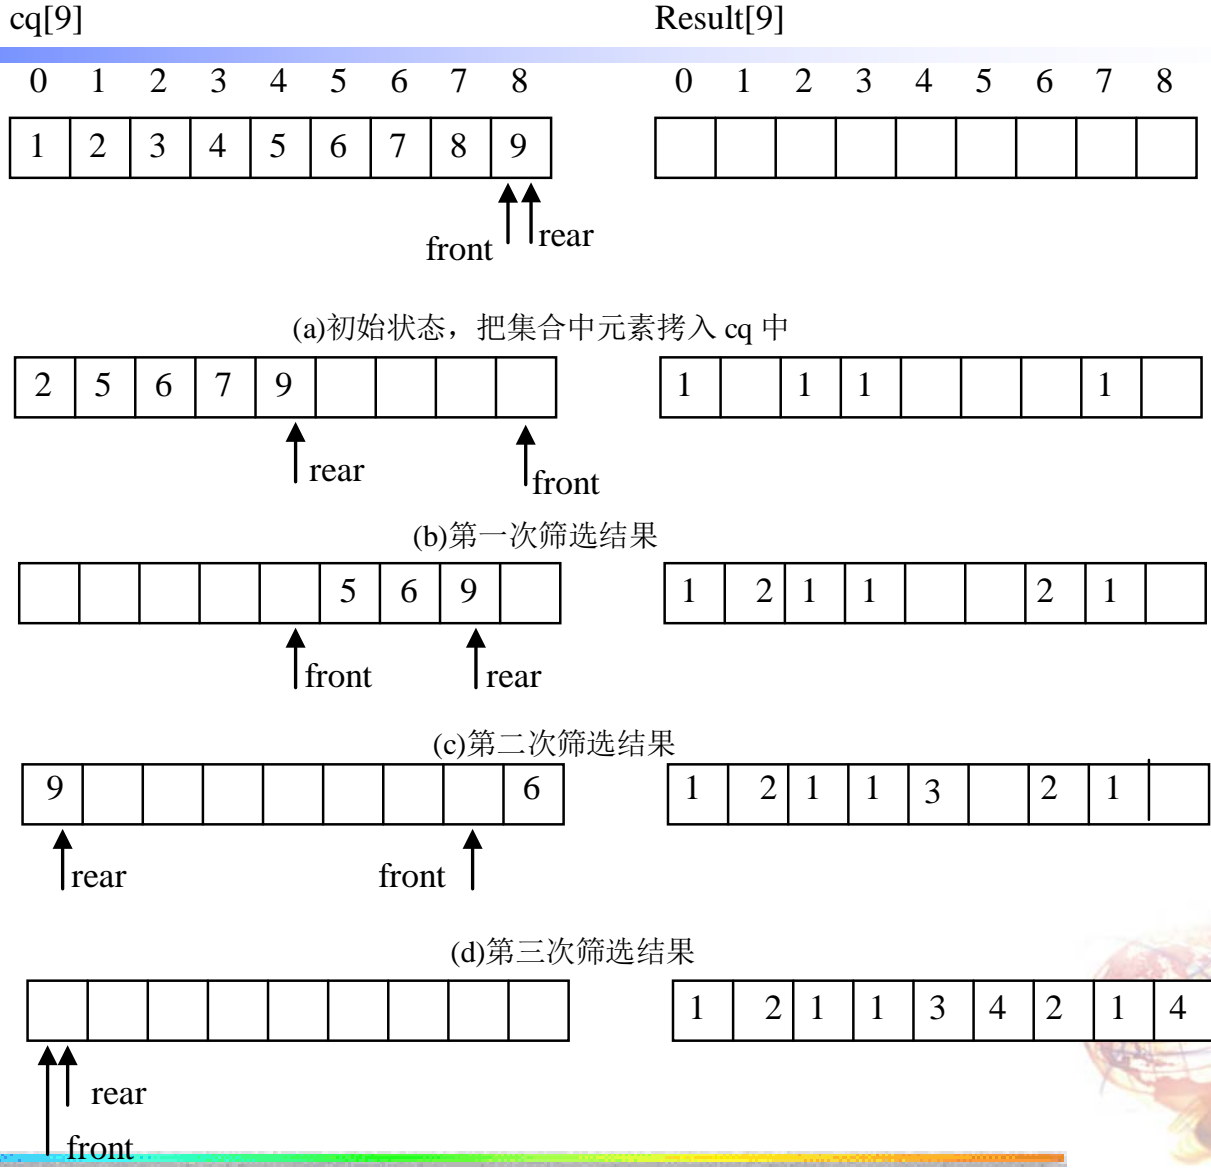 cq[9] Result[9]
0 1 2 3 4 5 6 7 8 0 1 2 3 4 5 6 7 8
1 2 3 4 5 6 7 8 9
front rear
(a)初始状态，把集合中元素拷入 cq 中
2 5 6 7 9 1 1 1 1
rear front
(b)第一次筛选结果
5 6 9 1 2 1 1 2 1
front rear
(c)第二次筛选结果
9 6 1 2 1 1 3 2 1
rear front
(d)第三次筛选结果
1 2 1 1 3 4 2 1 4
rear
front